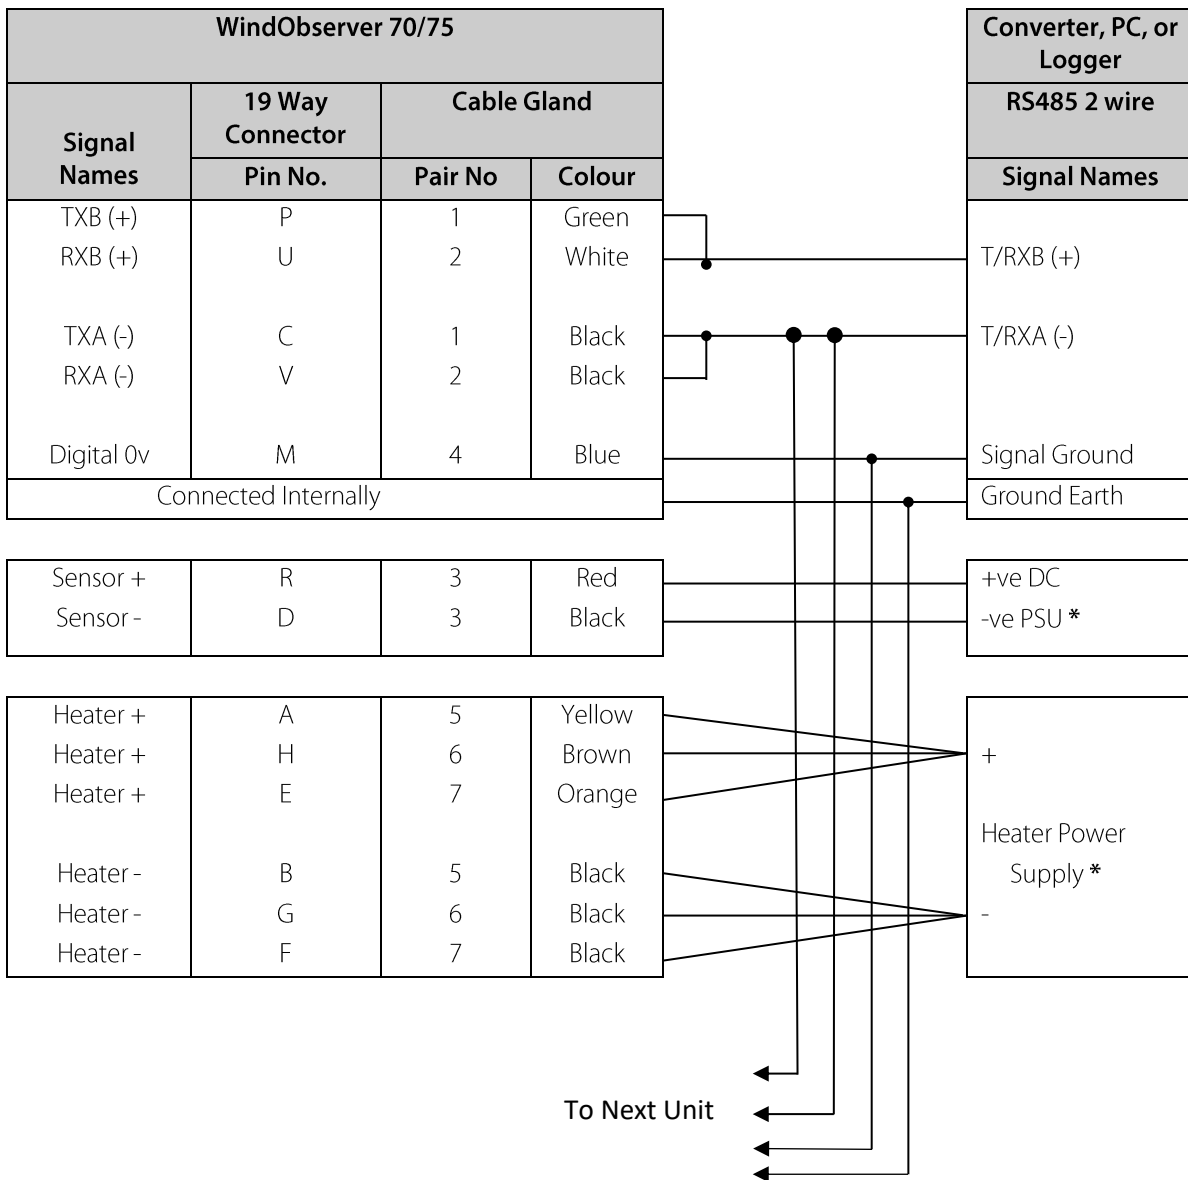 WindObserver 70/75
Converter, PC, or
Logger
Signal
Names
19 Way
Connector
Cable Gland
RS485 2 wire
Pin No.
Pair No
Colour
Signal Names
TXB (+) P 1 Green
RXB (+) U 2 White T/RXB (+)
TXA (-) C 1 Black T/RXA (-)
RXA (-) V 2 Black
Digital 0v M 4 Blue Signal Ground
Connected Internally Ground Earth
Sensor + R 3 Red +ve DC
Sensor - D 3 Black -ve PSU *
Heater + A 5 Yellow
Heater + H 6 Brown +
Heater + E 7 Orange
Heater Power
Heater - B 5 Black Supply *
Heater - G 6 Black -
Heater - F 7 Black
To Next Unit